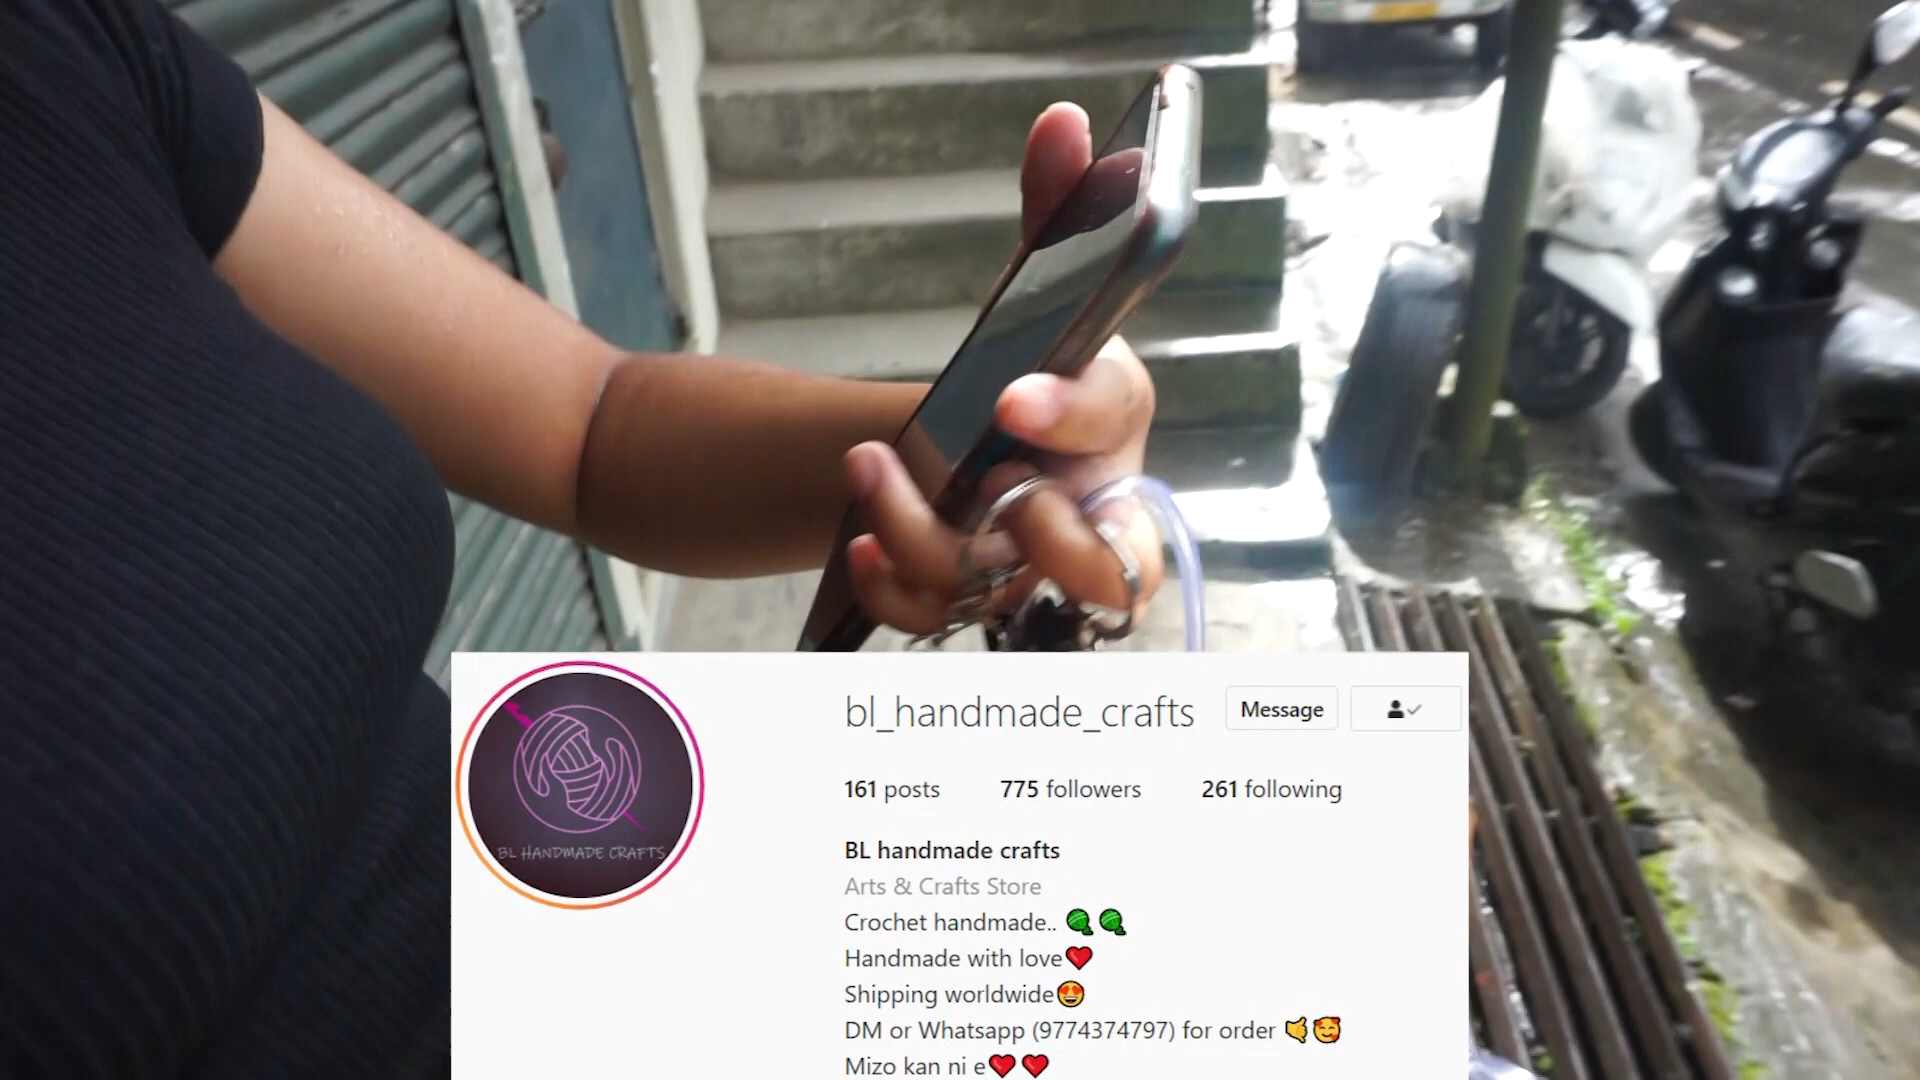 bl_handmade_crafts Message
161 posts 775 followers 261 following
BL handmade crafts
Arts & Crafts Store
Crochet handmade.. 🧶🧶
Handmade with love❤️
Shipping worldwide😍
DM or Whatsapp (9774374797) for order 🤙🥰
Mizo kan ni e❤️❤️
BL HANDMADE CRAFTS